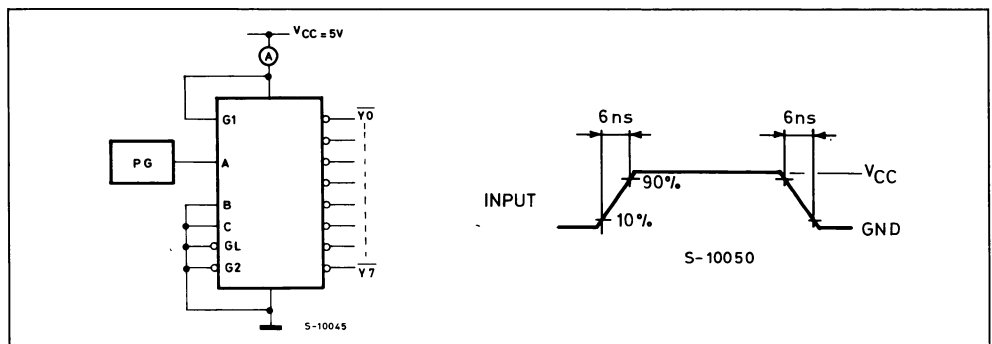 VCC = 5V
A
G1
Y0
PG
A
B
C
GL
G2
Y7
S-10045
6ns
6ns
INPUT
90%
10%
VCC
GND
S-10050